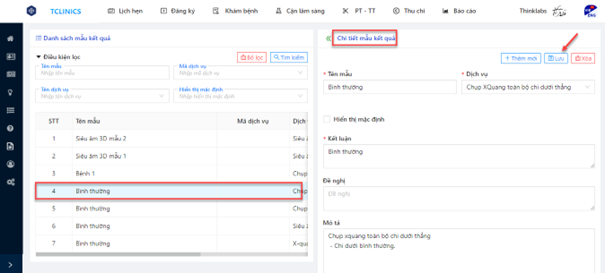 TCLINICS
Lịch hẹn
Đăng ký
Khám bệnh
Cận lâm sàng
PT - TT
Thu chi
Báo cáo
Thinklabs
ENG
Danh sách mẫu kết quả
Điều kiện lọc
Bỏ lọc
Tìm kiếm
Tên mẫu
Nhập tên mẫu
Mã dịch vụ
Nhập mã dịch vụ
Tên dịch vụ
Nhập tên dịch vụ
Hiển thị mặc định
Nhập hiển thị mặc định
STT Tên mẫu Mã dịch vụ Dịch
1 Siêu âm 3D mẫu 2 Siêu
2 Siêu âm 3D mẫu 1 Siêu
3 Bệnh 1 Chụp
4 Bình thường Chụp
5 Bình thường Chụp
6 Bình thường Siêu
7 Bình thường X-qua
Chi tiết mẫu kết quả
+ Thêm mới
Lưu
Xóa
* Tên mẫu
Bình thường
* Dịch vụ
Chụp XQuang toàn bộ chi dưới thẳng
Hiển thị mặc định
* Kết luận
Bình thường
Đề nghị
Đề nghị
Mô tả
Chụp xquang toàn bộ chi dưới thẳng
- Chi dưới bình thường.